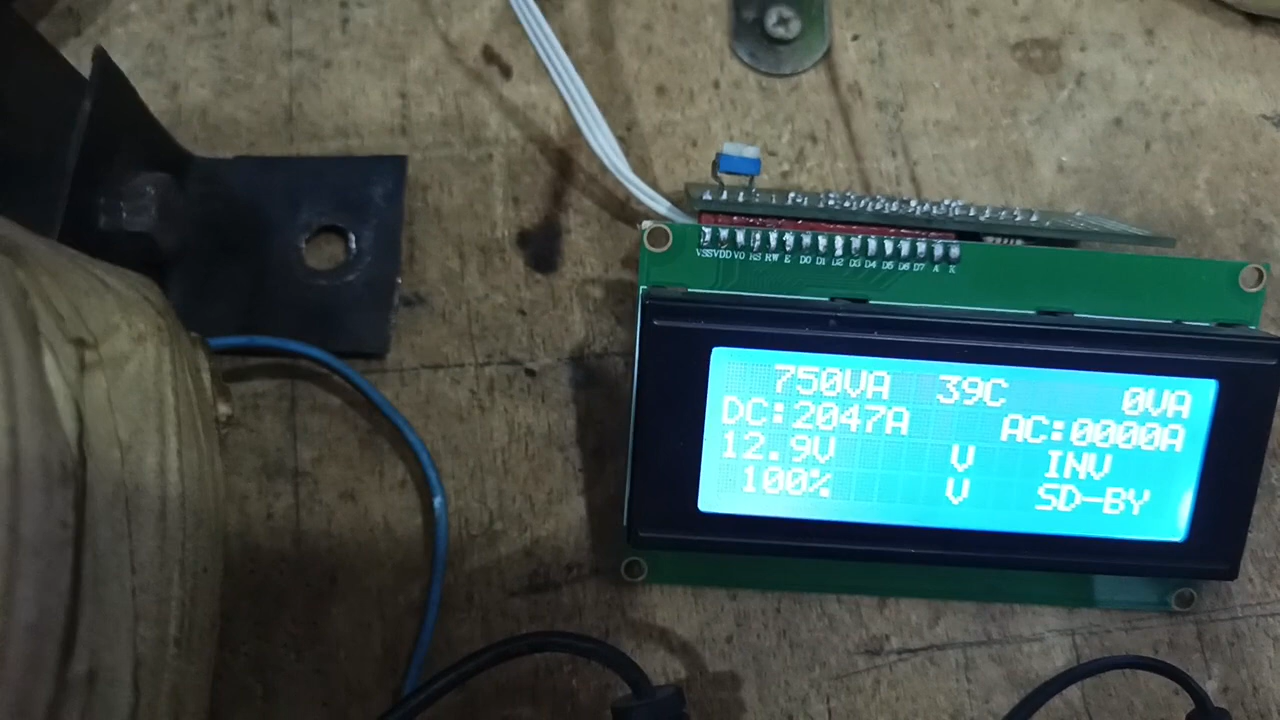 VSS VDD VO RS RW E D0 D1 D2 D3 D4 D5 D6 D7 A K
750VA 39C 0VA
DC:2047A AC:0000A
12.9V V INV
100% V SD-BY